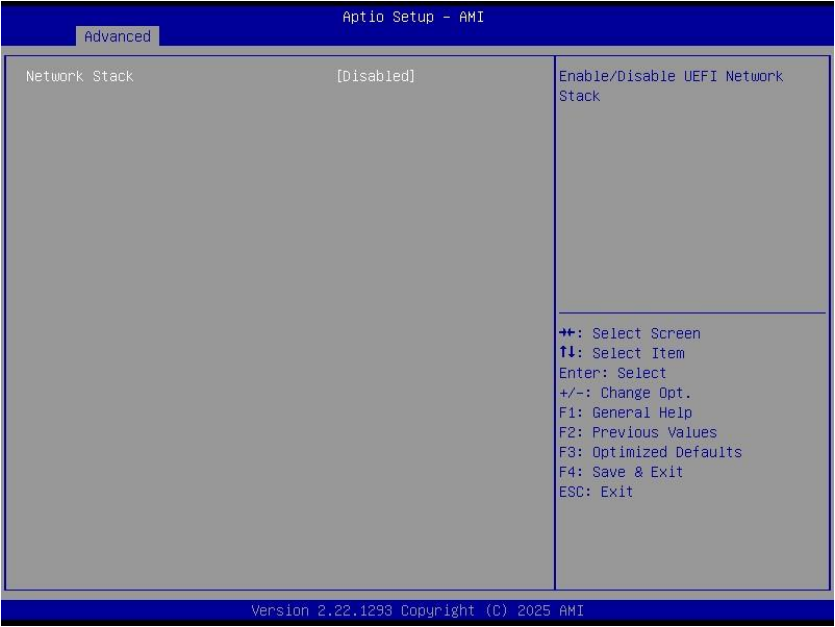 Aptio Setup - AMI
Advanced
Network Stack [Disabled]
Enable/Disable UEFI Network
Stack
→←: Select Screen
↑↓: Select Item
Enter: Select
+/-: Change Opt.
F1: General Help
F2: Previous Values
F3: Optimized Defaults
F4: Save & Exit
ESC: Exit
Version 2.22.1293 Copyright (C) 2025 AMI